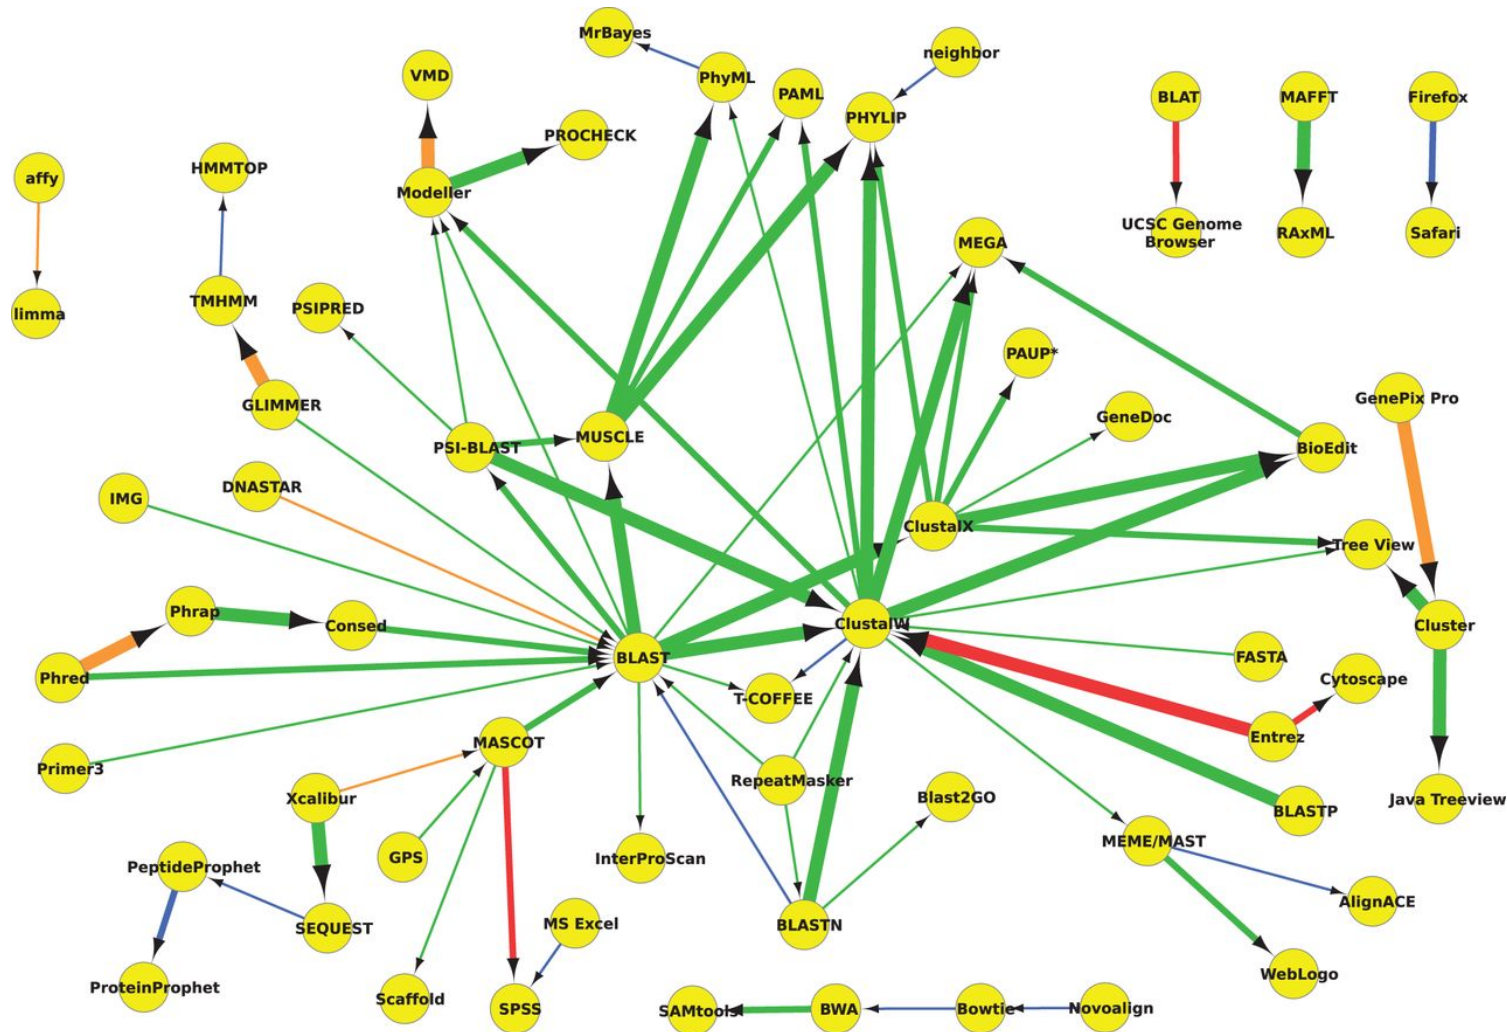 MrBayes
neighbor
VMD
PhyML
PAML
BLAT
MAFFT
Firefox
PHYLIP
PROCHECK
HMMTOP
affy
Modeller
UCSC Genome
Browser
RAxML
Safari
MEGA
TMHMM
PSIPRED
limma
PAUP*
GenePix Pro
GLIMMER
GeneDoc
MUSCLE
PSI-BLAST
BioEdit
DNASTAR
IMG
ClustalX
Tree View
Phrap
Consed
ClustalW
Cluster
BLAST
FASTA
Phred
Cytoscape
T-COFFEE
Entrez
MASCOT
Primer3
RepeatMasker
Xcalibur
Blast2GO
Java Treeview
BLASTP
MEME/MAST
GPS
InterProScan
PeptideProphet
AlignACE
MS Excel
BLASTN
SEQUEST
WebLogo
ProteinProphet
Scaffold
SPSS
SAMtools
BWA
Bowtie
Novoalign